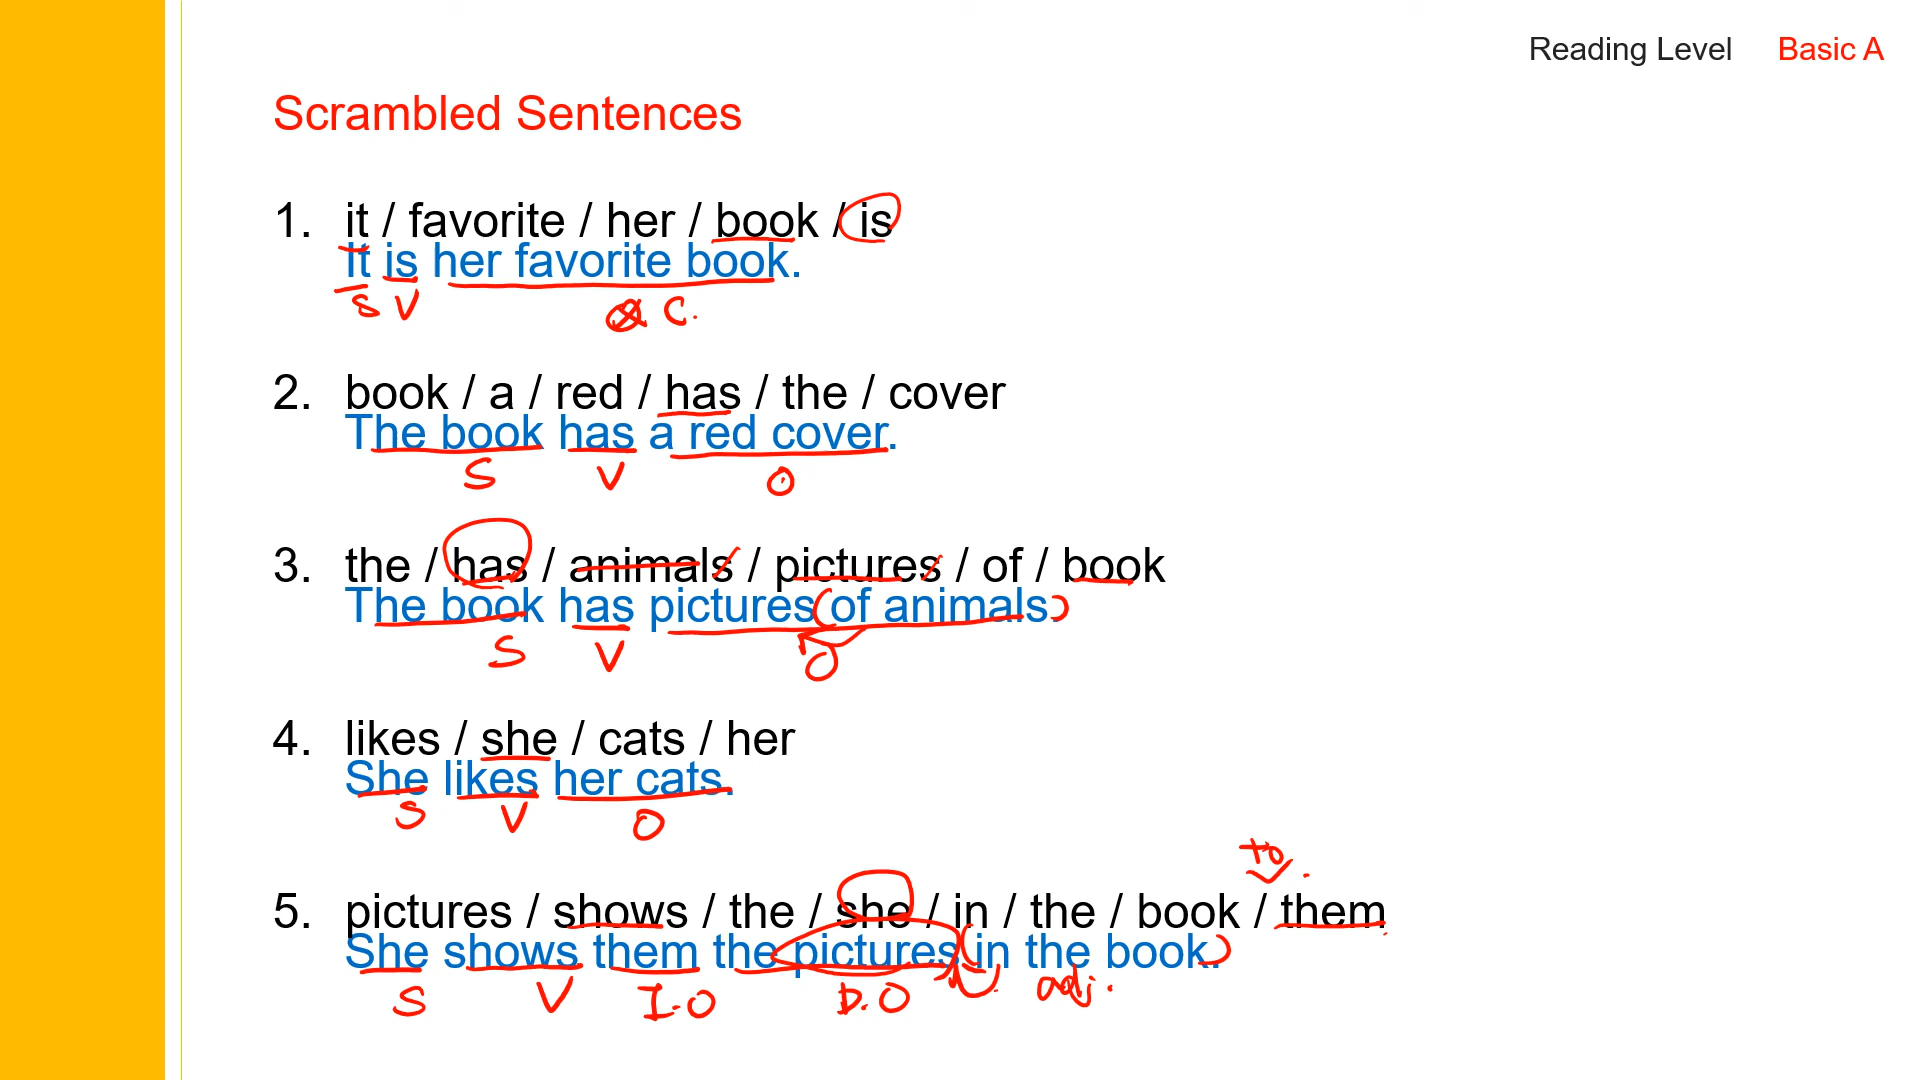 Reading Level Basic A
Scrambled Sentences
1. it / favorite / her / book / is
It is her favorite book.
S V C.
2. book / a / red / has / the / cover
The book has a red cover.
S V O
3. the / has / animals / pictures / of / book
The book has pictures of animals.
S V O
4. likes / she / cats / her
She likes her cats.
S V O
to
5. pictures / shows / the / she / in / the / book / them
She shows them the pictures in the book.
S V I.O D.O adj.